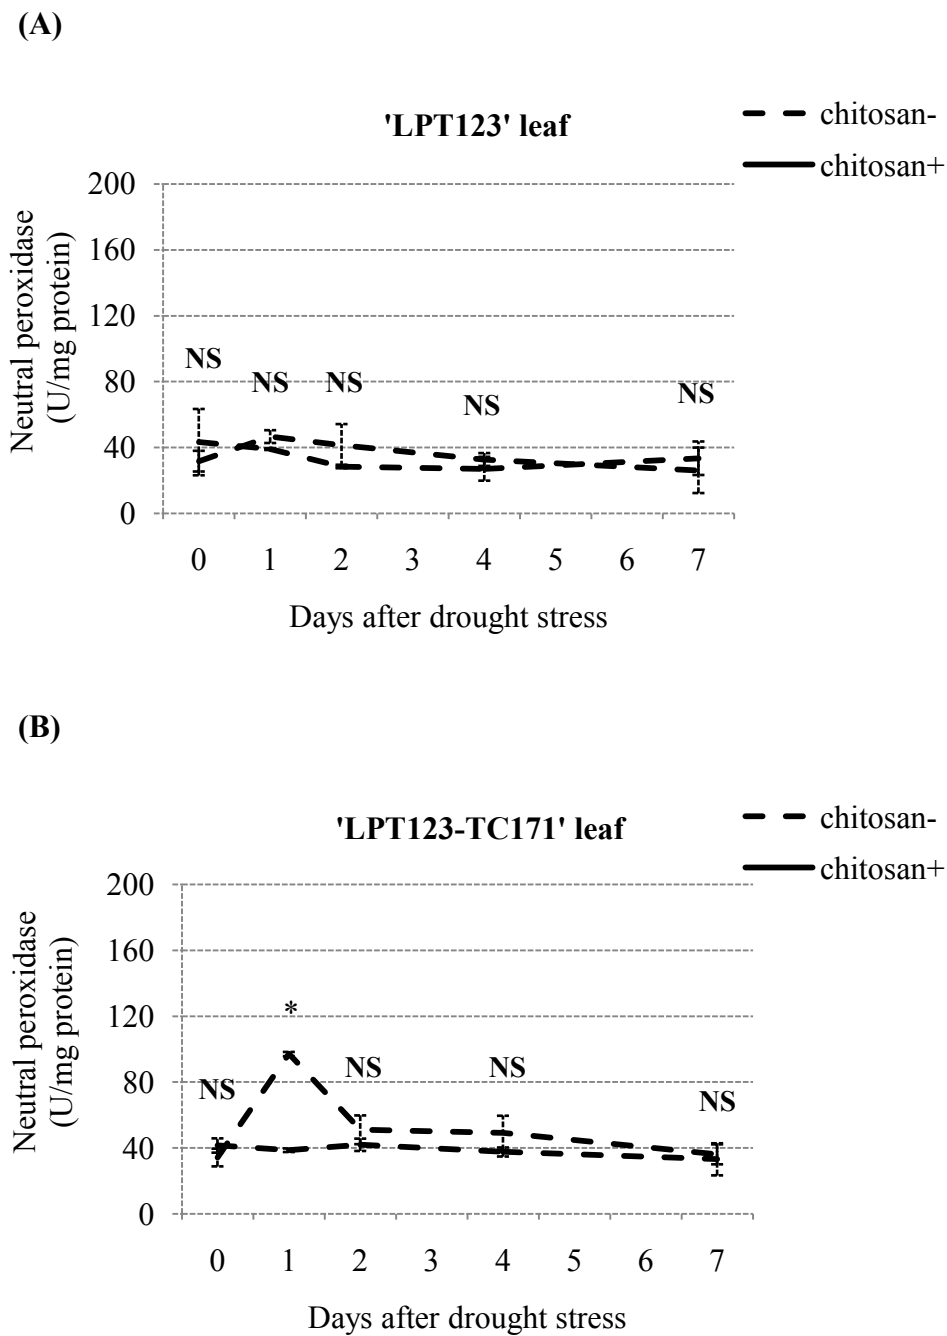 (A)
'LPT123' leaf
chitosan-
chitosan+
Neutral peroxidase
(U/mg protein)
200
160
120
80
40
0
NS
NS
NS
NS
NS
0 1 2 3 4 5 6 7
Days after drought stress
(B)
'LPT123-TC171' leaf
chitosan-
chitosan+
Neutral peroxidase
(U/mg protein)
200
160
120
80
40
0
NS
*
NS
NS
NS
0 1 2 3 4 5 6 7
Days after drought stress